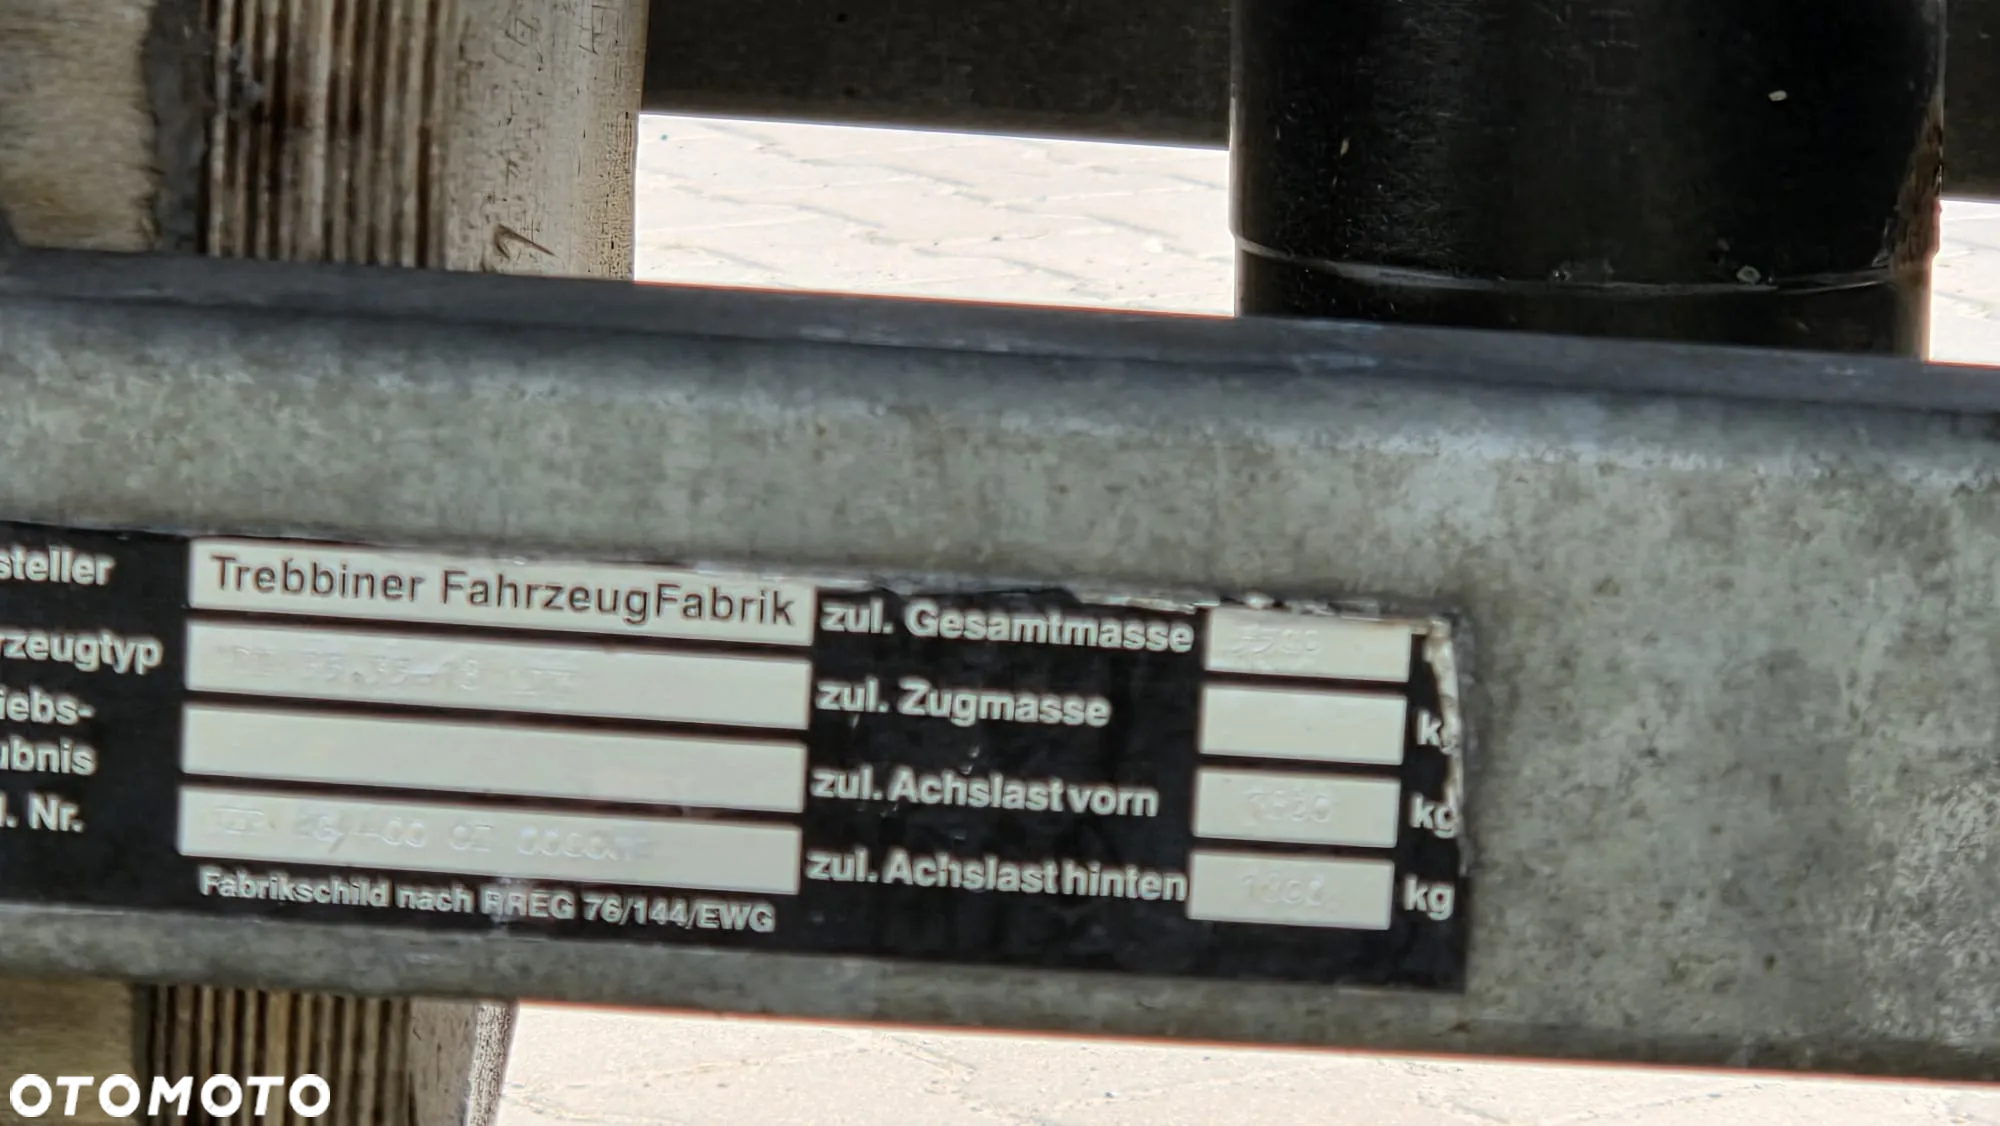 steller Trebbiner FahrzeugFabrik zul. Gesamtmasse
rzeugtyp zul. Zugmasse kg
iebs-
ubnis zul. Achslast vorn kg
l. Nr. zul. Achslast hinten kg
Fabrikschild nach RREG 76/144/EWG
OTOMOTO